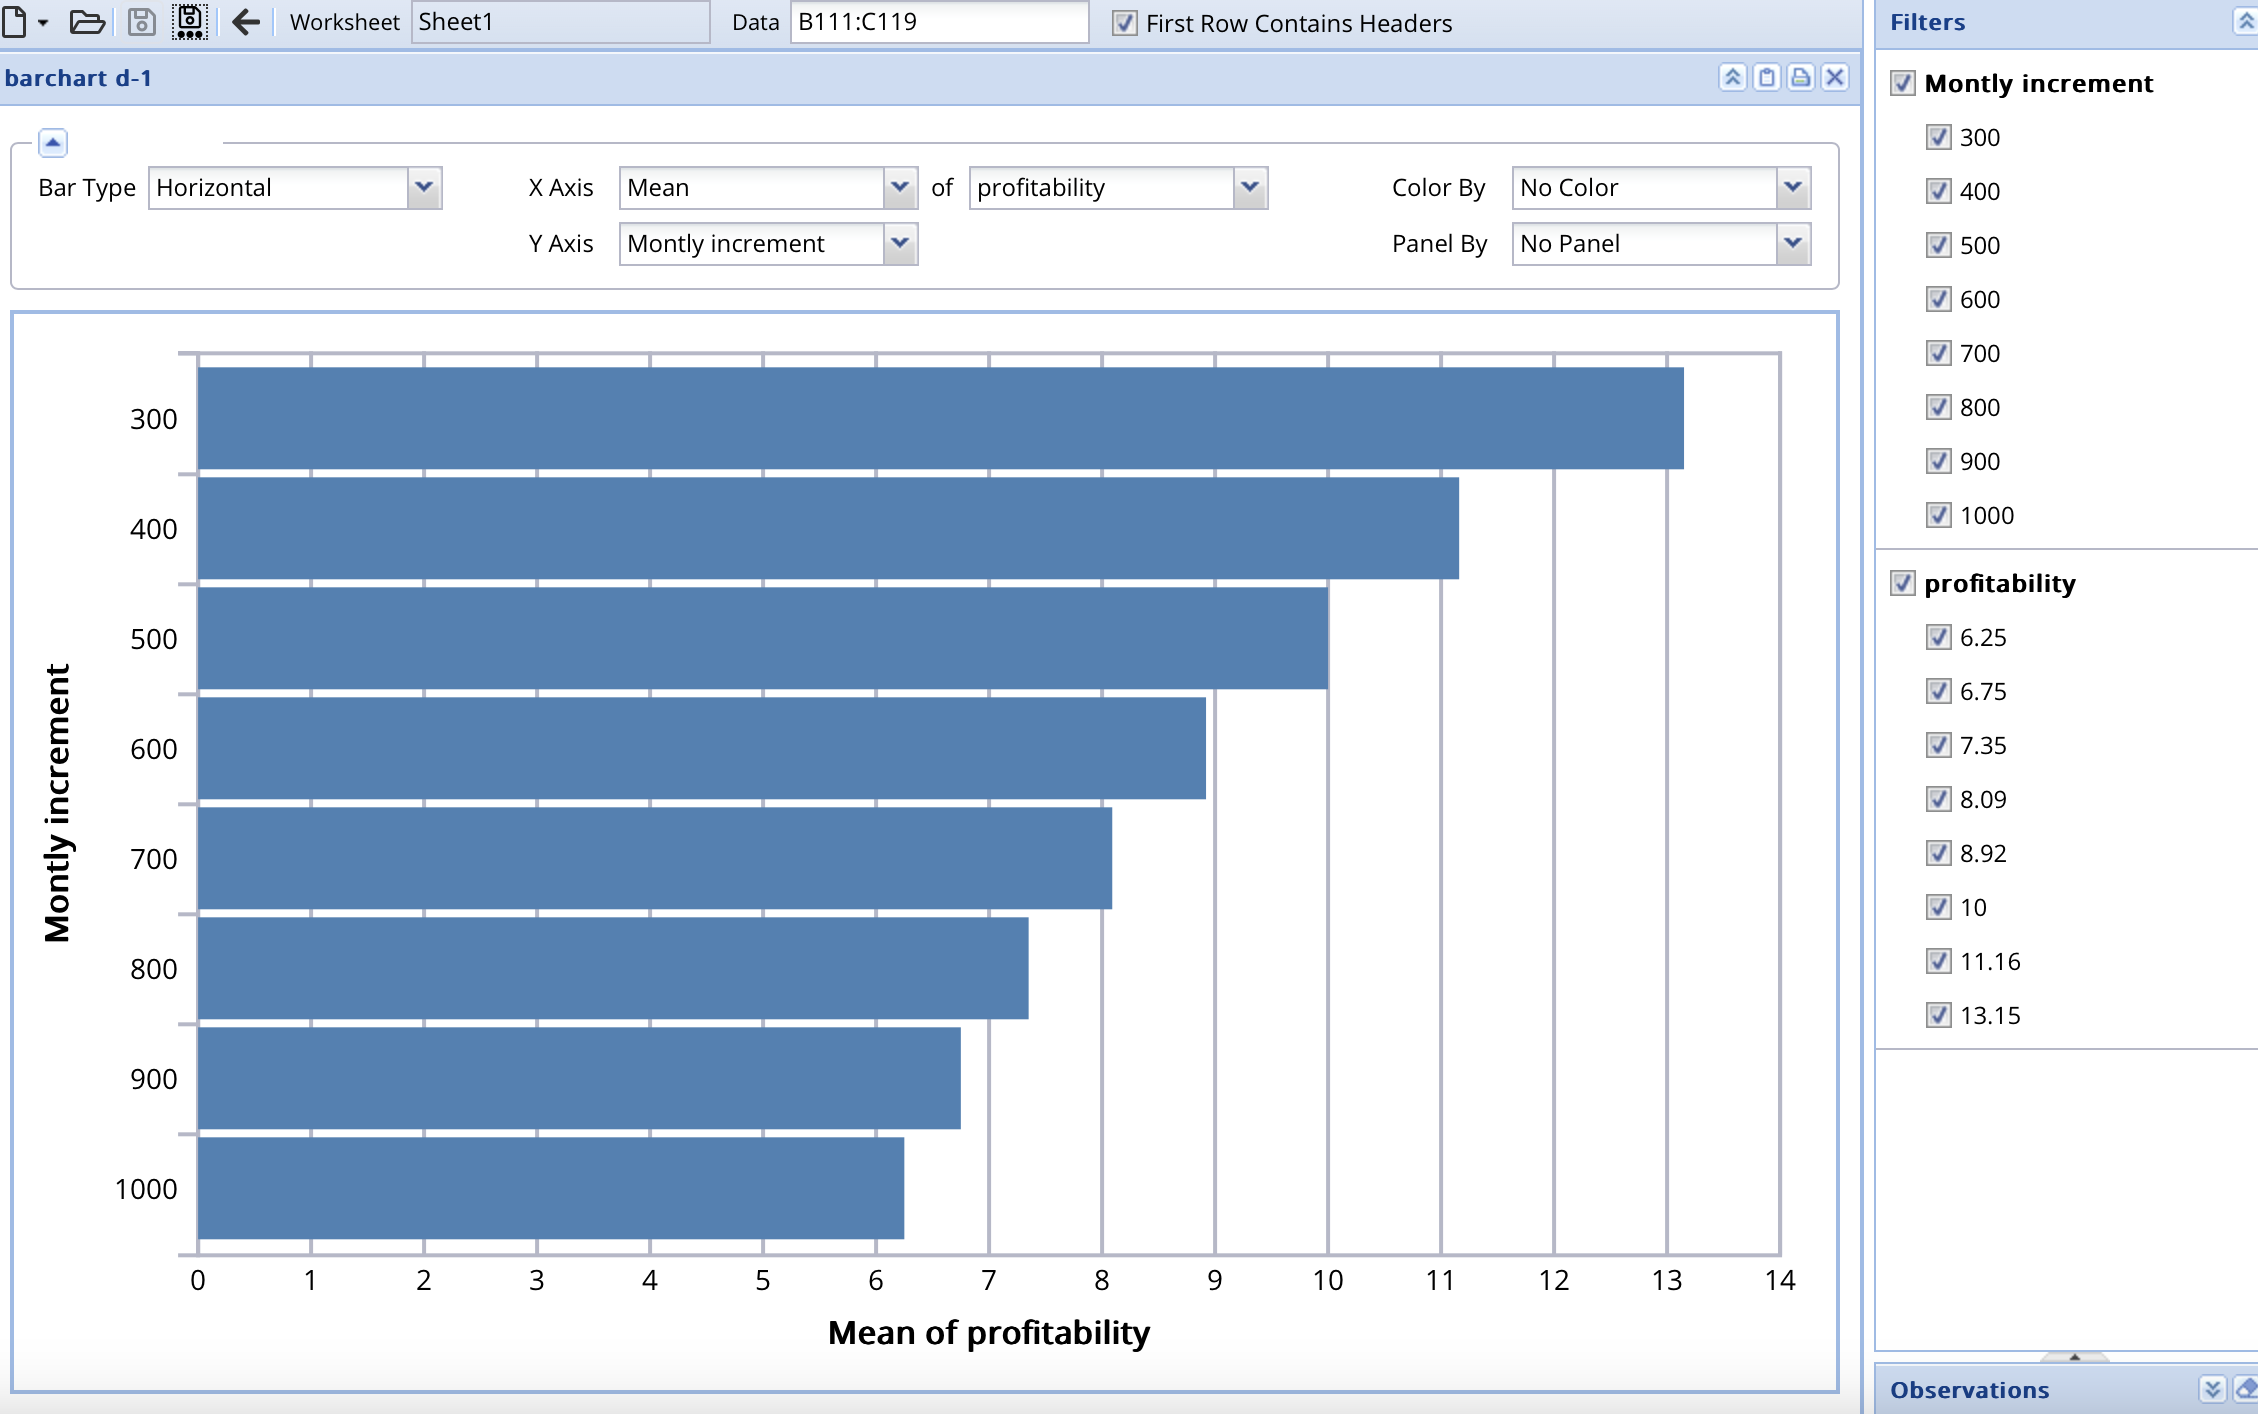 Worksheet Sheet1 Data B111:C119 First Row Contains Headers
barchart d-1
Bar Type Horizontal X Axis Mean of profitability Color By No Color
Y Axis Montly increment Panel By No Panel
300
400
500
600
700
800
900
1000
Montly increment
0 1 2 3 4 5 6 7 8 9 10 11 12 13 14
Mean of profitability
Filters
Montly increment
300
400
500
600
700
800
900
1000
profitability
6.25
6.75
7.35
8.09
8.92
10
11.16
13.15
Observations